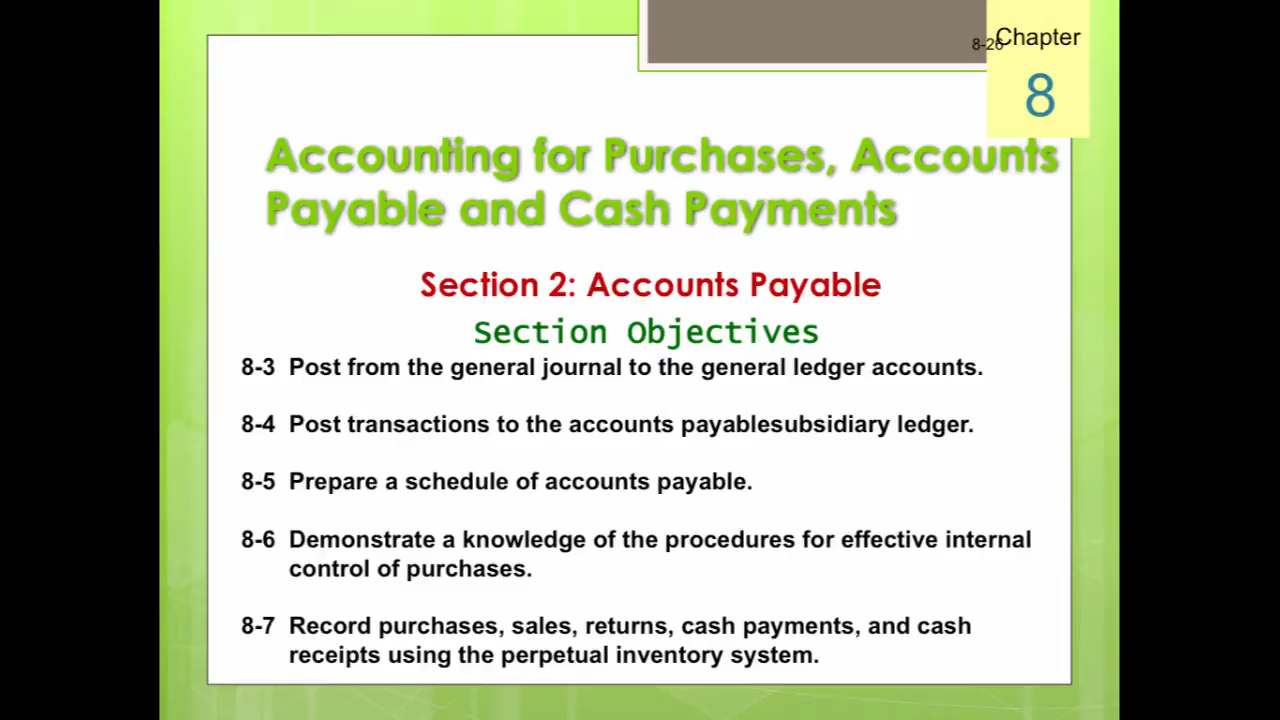 8-26
Chapter
8
Accounting for Purchases, Accounts
Payable and Cash Payments
Section 2: Accounts Payable
Section Objectives
8-3 Post from the general journal to the general ledger accounts.
8-4 Post transactions to the accounts payablesubsidiary ledger.
8-5 Prepare a schedule of accounts payable.
8-6 Demonstrate a knowledge of the procedures for effective internal
control of purchases.
8-7 Record purchases, sales, returns, cash payments, and cash
receipts using the perpetual inventory system.